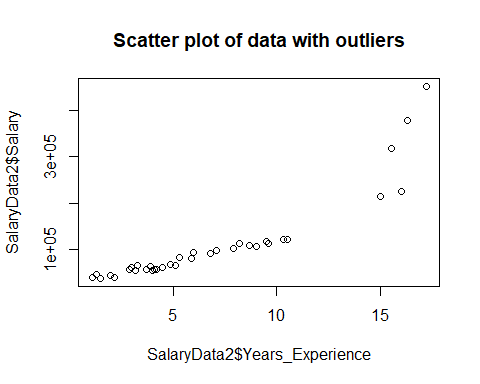 Scatter plot of data with outliers
SalaryData2$Salary
3e+05
1e+05
5 10 15
SalaryData2$Years_Experience